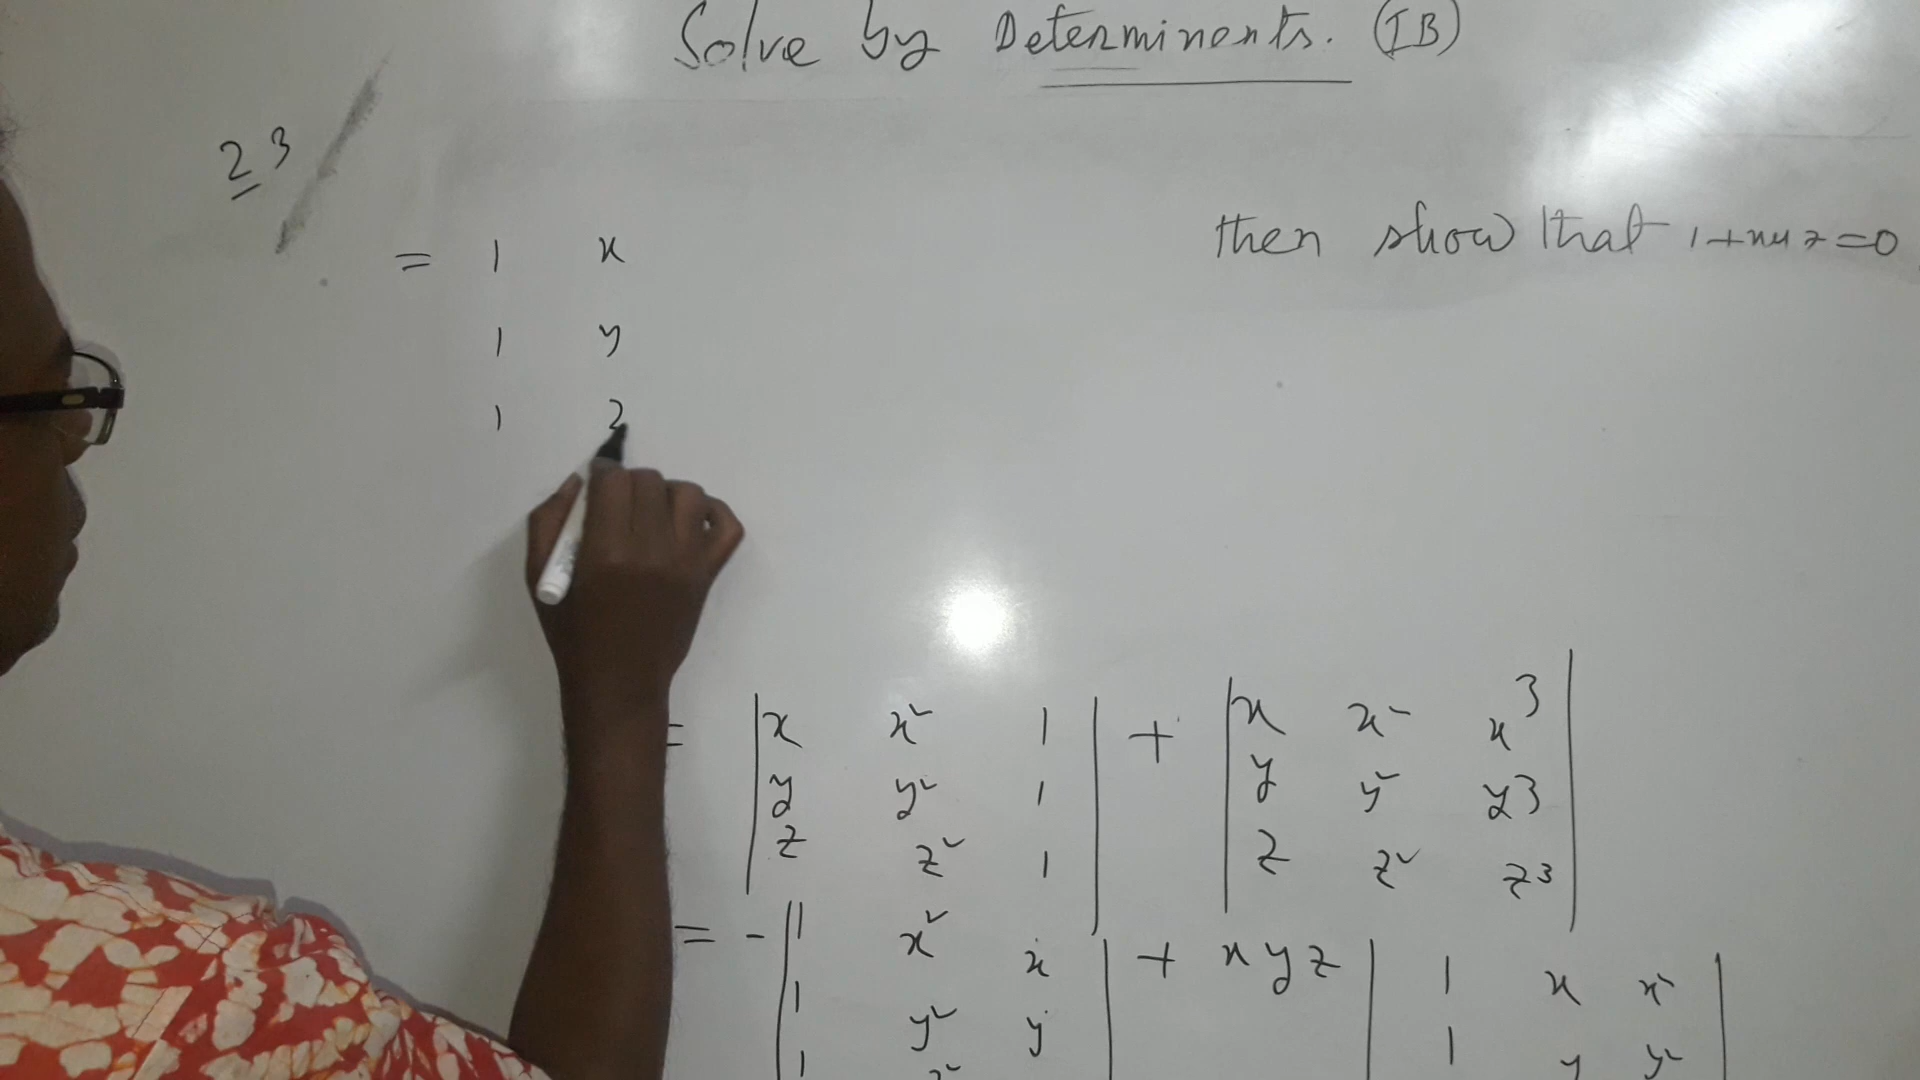 Solve by Determinents. (IB)
23
then show that 1+xyz=0
= 1 x
1 y
1 z
= | x x² 1 | + | x x² x³ |
| y y² 1 | | y y² y3 |
| z z² 1 | | z z² z3 |
= - | 1 x² x | + xyz | 1 x x² |
| 1 y² y | | 1 y y² |
1